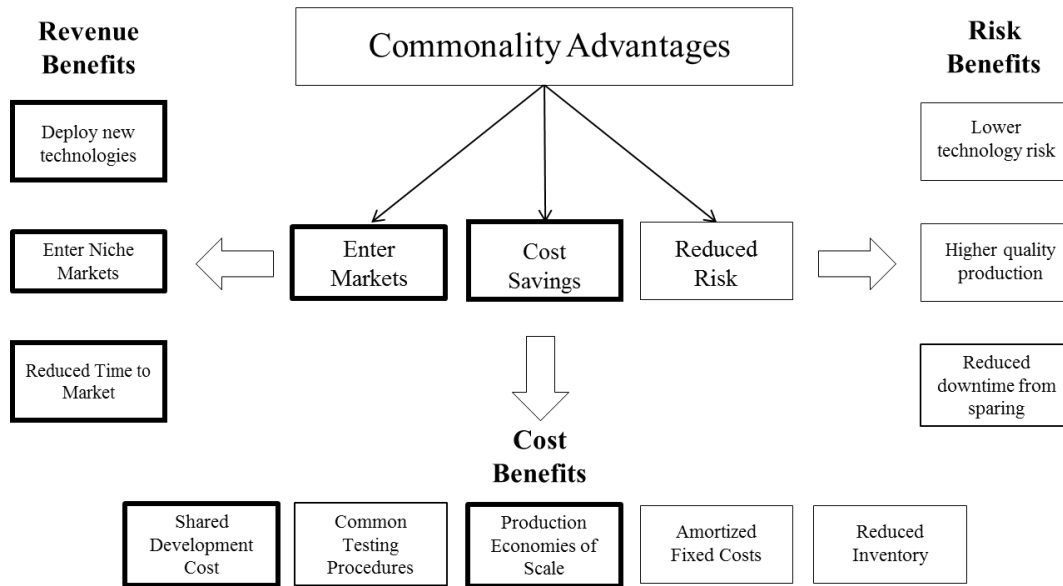 Commonality Advantages
Revenue
Benefits
Deploy new
technologies
Enter Niche
Markets
Reduced Time to
Market
Enter
Markets
Cost
Savings
Reduced
Risk
Risk
Benefits
Lower
technology risk
Higher quality
production
Reduced
downtime from
sparing
Cost
Benefits
Shared
Development
Cost
Common
Testing
Procedures
Production
Economies of
Scale
Amortized
Fixed Costs
Reduced
Inventory